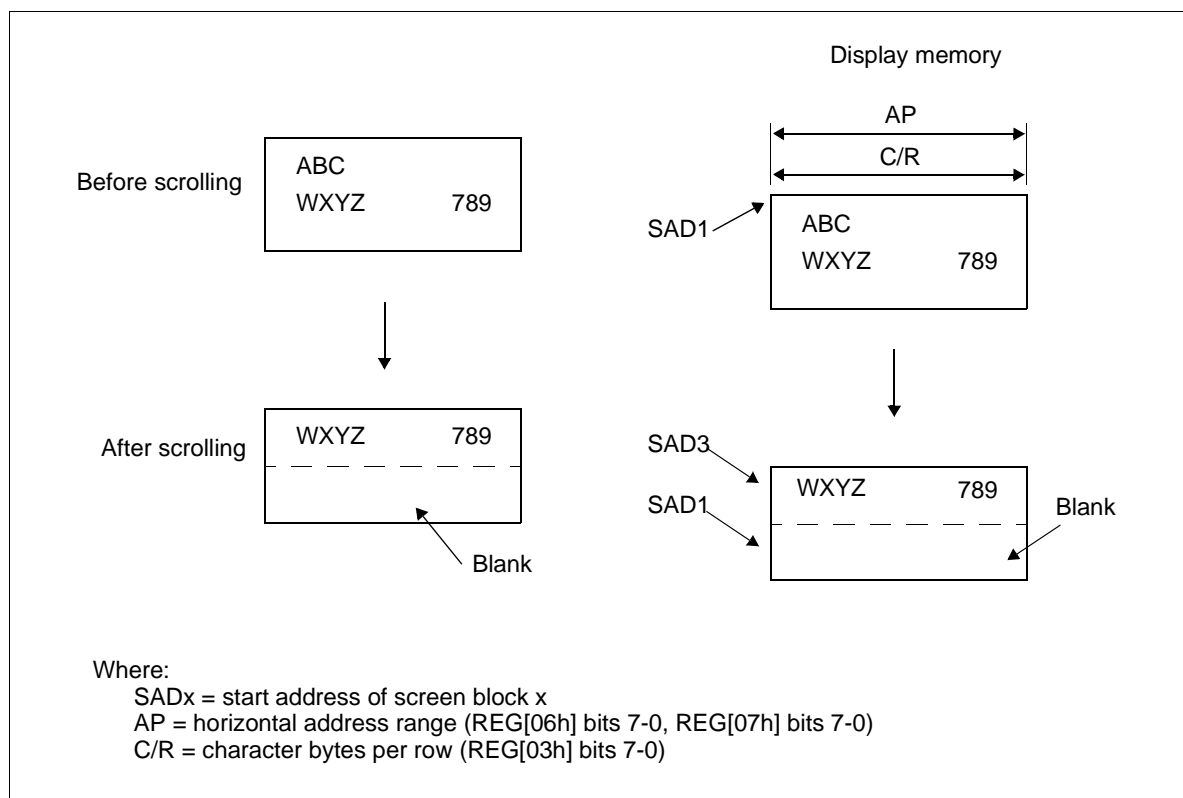 Display memory
AP
C/R
Before scrolling
ABC
WXYZ 789
SAD1
ABC
WXYZ 789
After scrolling
WXYZ 789
Blank
SAD3
SAD1
WXYZ 789
Blank
Where:
SADx = start address of screen block x
AP = horizontal address range (REG[06h] bits 7-0, REG[07h] bits 7-0)
C/R = character bytes per row (REG[03h] bits 7-0)